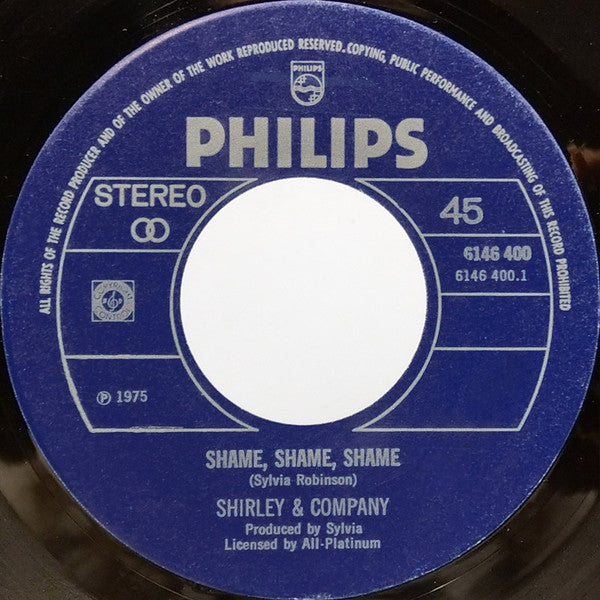 ALL RIGHTS OF THE RECORD PRODUCER AND OF THE OWNER OF THE WORK REPRODUCED RESERVED. COPYING, PUBLIC PERFORMANCE AND BROADCASTING OF THIS RECORD PROHIBITED
PHILIPS
PHILIPS
STEREO
45
6146 400
6146 400.1
COPYRIGHT
CONTROL
℗ 1975
SHAME, SHAME, SHAME
(Sylvia Robinson)
SHIRLEY & COMPANY
Produced by Sylvia
Licensed by All-Platinum